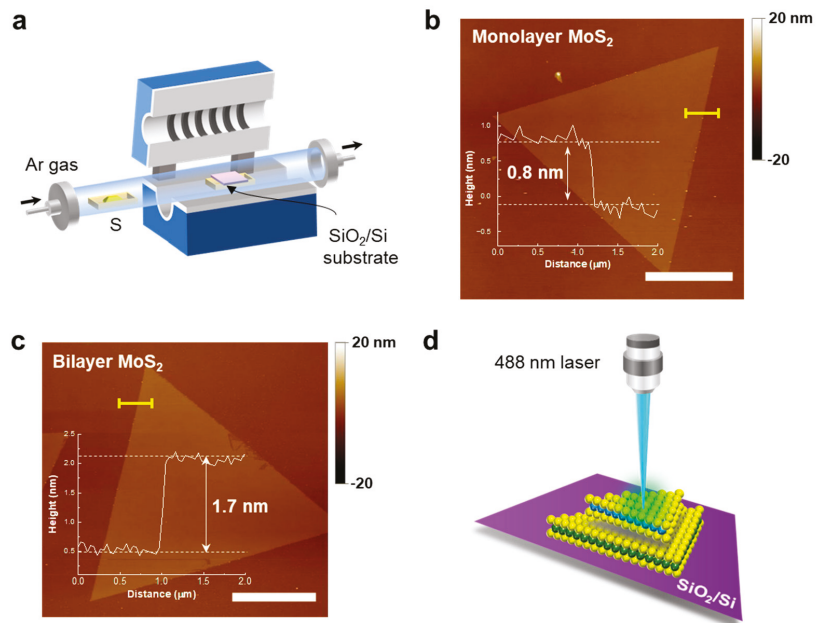 a
Ar gas
S
SiO₂/Si
substrate
b
Monolayer MoS₂
20 nm
-20
1.0
0.5
0.0
-0.5
Height (nm)
0.8 nm
0.0 0.5 1.0 1.5 2.0
Distance (μm)
c
Bilayer MoS₂
20 nm
-20
2.5
2.0
1.5
1.0
0.5
Height (nm)
1.7 nm
0.0 0.5 1.0 1.5 2.0
Distance (μm)
d
488 nm laser
SiO₂/Si